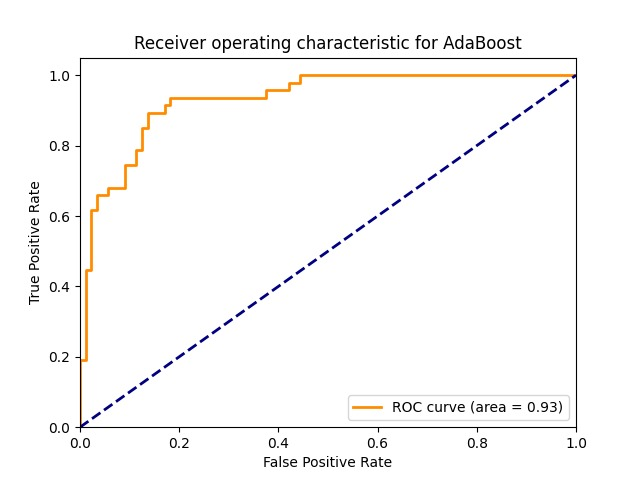 Receiver operating characteristic for AdaBoost
1.0
0.8
0.6
0.4
0.2
0.0
True Positive Rate
ROC curve (area = 0.93)
0.0 0.2 0.4 0.6 0.8 1.0
False Positive Rate